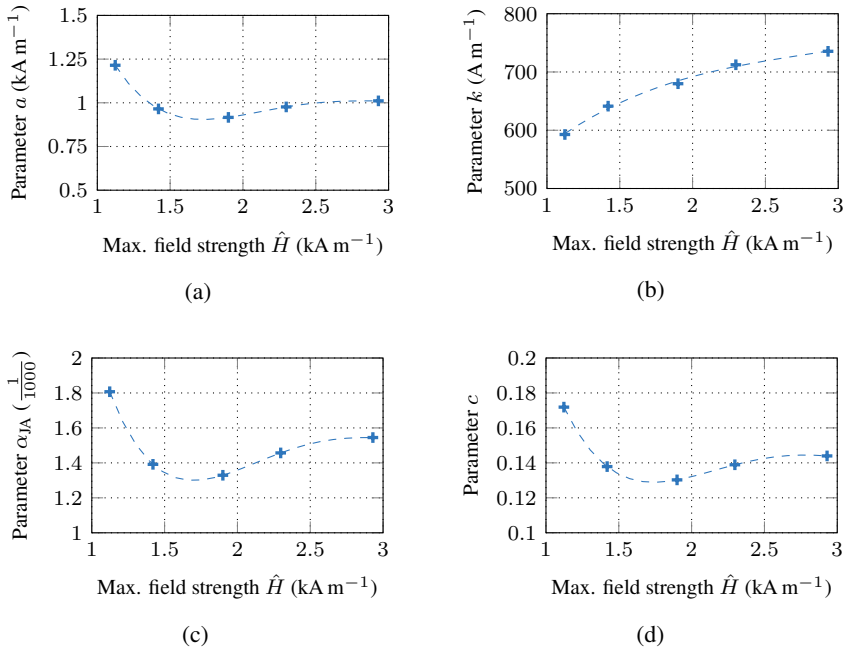 Parameter a (kA m⁻¹)
1.5
1.25
1
0.75
0.5
1 1.5 2 2.5 3
Max. field strength Ĥ (kA m⁻¹)
(a)
Parameter k (A m⁻¹)
800
700
600
500
1 1.5 2 2.5 3
Max. field strength Ĥ (kA m⁻¹)
(b)
Parameter α_JA (1/1000)
2
1.8
1.6
1.4
1.2
1
1 1.5 2 2.5 3
Max. field strength Ĥ (kA m⁻¹)
(c)
Parameter c
0.2
0.18
0.16
0.14
0.12
0.1
1 1.5 2 2.5 3
Max. field strength Ĥ (kA m⁻¹)
(d)